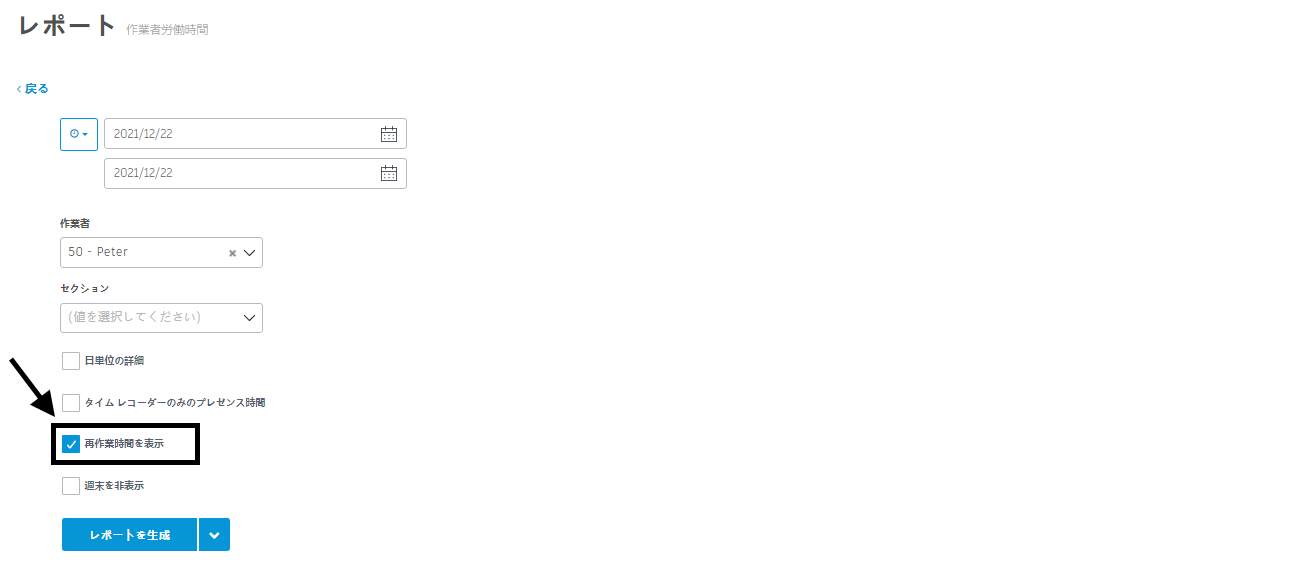 レポート 作業者労働時間
戻る
2021/12/22
2021/12/22
作業者
50 - Peter
セクション
(値を選択してください)
日単位の詳細
タイム レコーダーのみのプレゼンス時間
再作業時間を表示
週末を非表示
レポートを生成